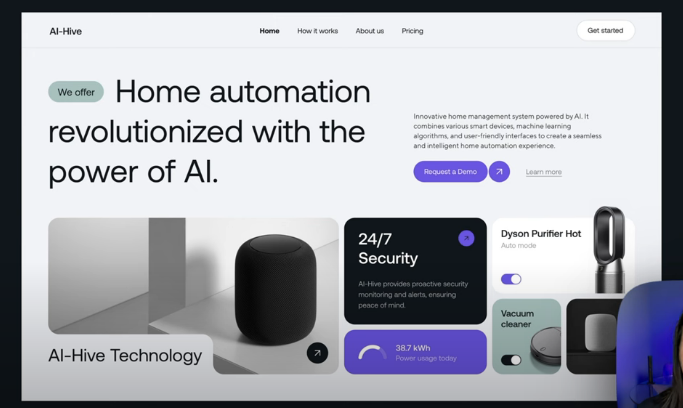 AI-Hive
Home
How it works
About us
Pricing
Get started
We offer
Home automation
revolutionized with the
power of AI.
Innovative home management system powered by AI. It
combines various smart devices, machine learning
algorithms, and user-friendly interfaces to create a seamless
and intelligent home automation experience.
Request a Demo
Learn more
AI-Hive Technology
24/7
Security
AI-Hive provides proactive security
monitoring and alerts, ensuring
peace of mind.
38.7 kWh
Power usage today
Dyson Purifier Hot
Auto mode
Vacuum
cleaner